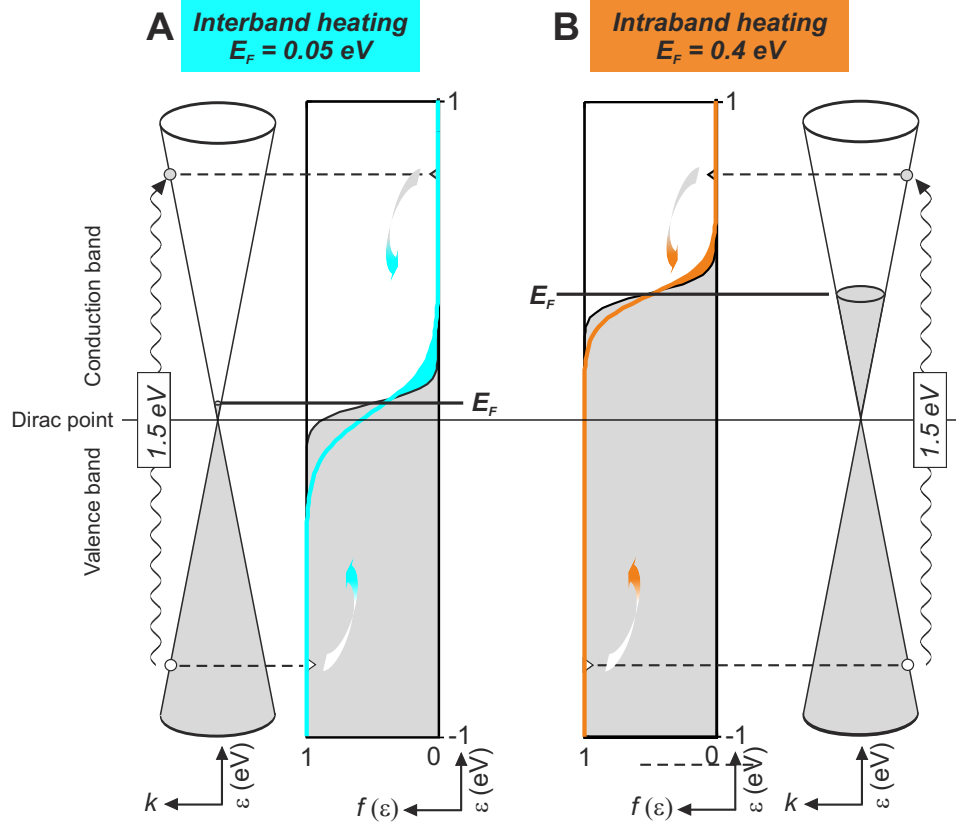 A
Interband heating
E_F = 0.05 eV
B
Intraband heating
E_F = 0.4 eV
1
1
Conduction band
E_F
1.5 eV
E_F
1.5 eV
Dirac point
Valence band
-1
-1
1
0
1
0
k
ε (eV)
f (ε)
ε (eV)
f (ε)
ε (eV)
k
ε (eV)